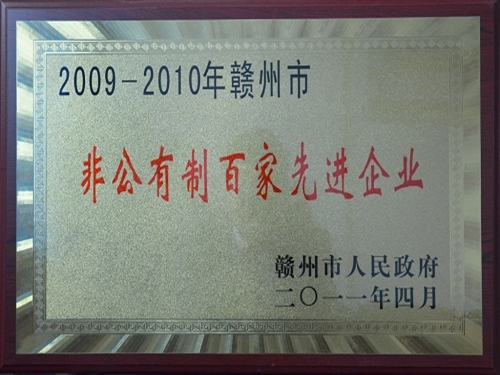 2009-2010年赣州市
非公有制百家先进企业
赣州市人民政府
二〇一一年四月